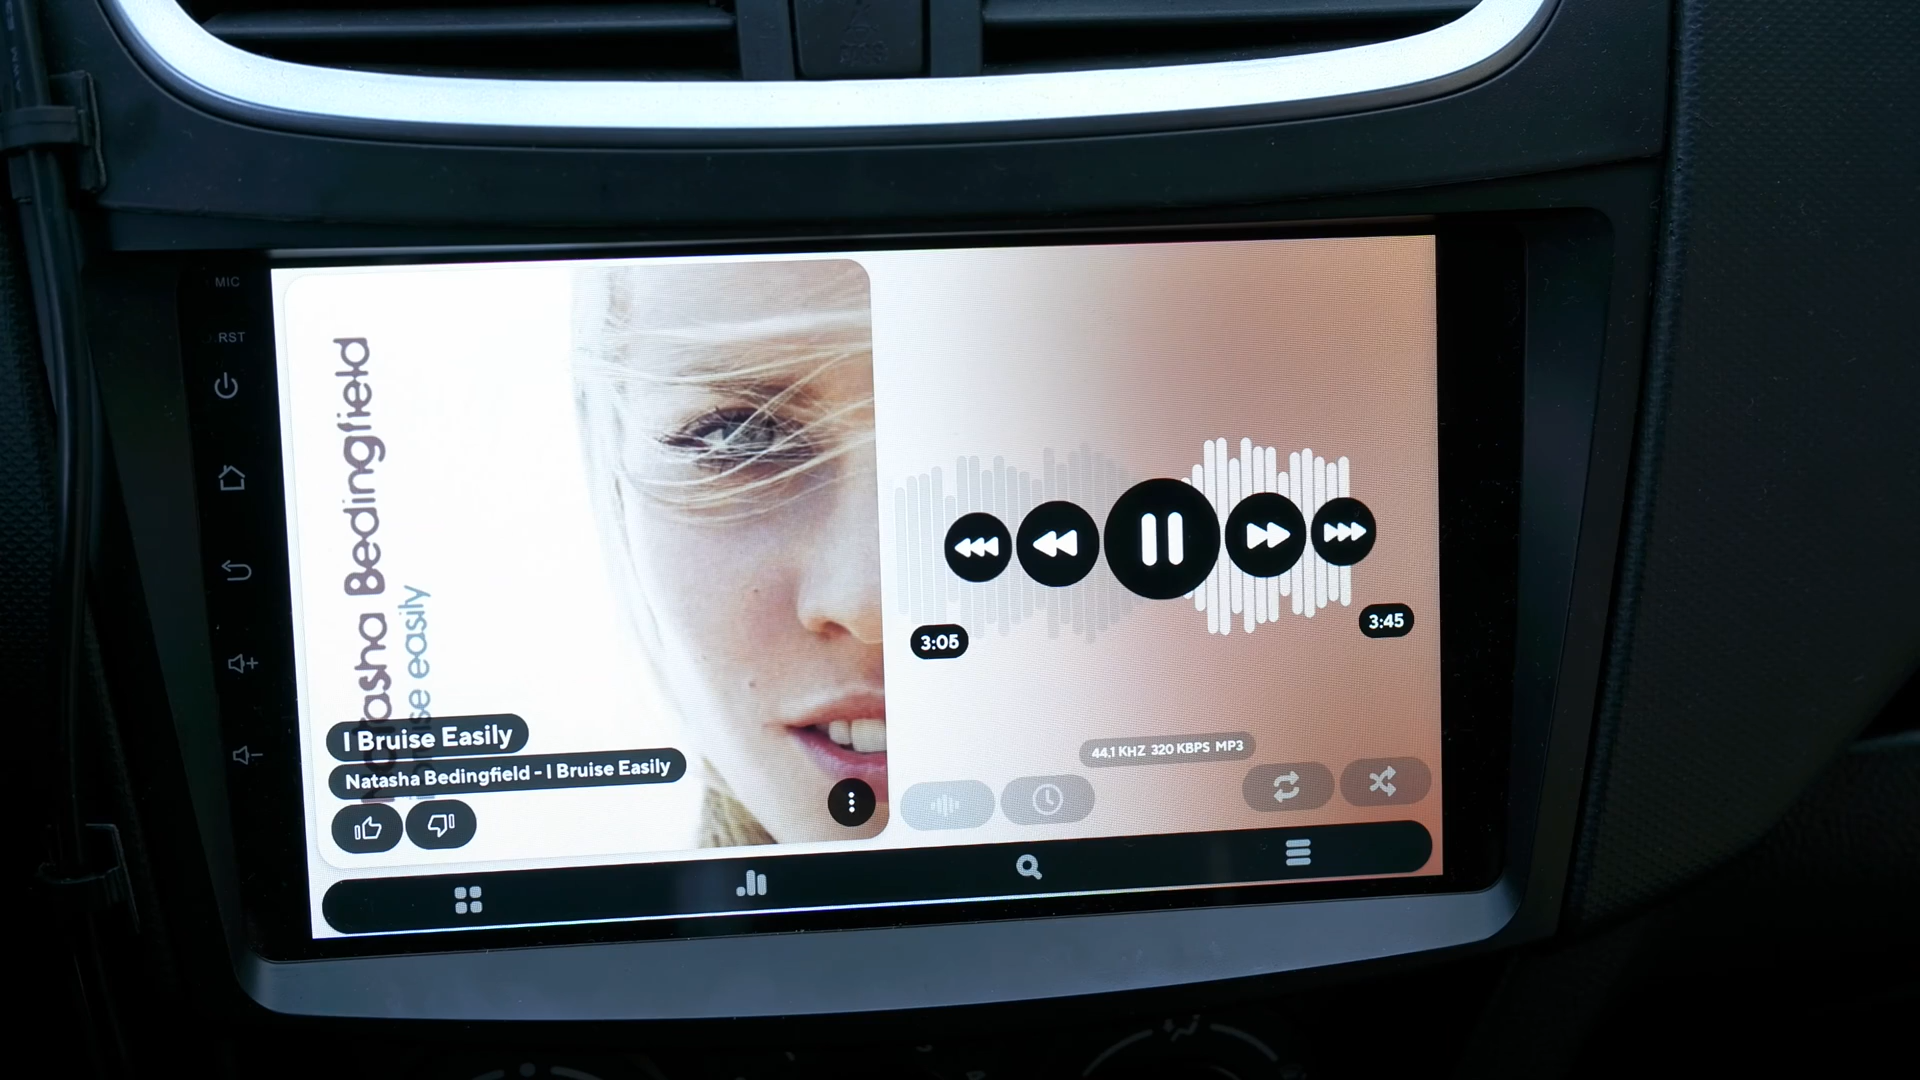 MIC
RST
Natasha Bedingfield
I Bruise Easily
Natasha Bedingfield - I Bruise Easily
3:05
3:45
44.1 KHZ 320 KBPS MP3